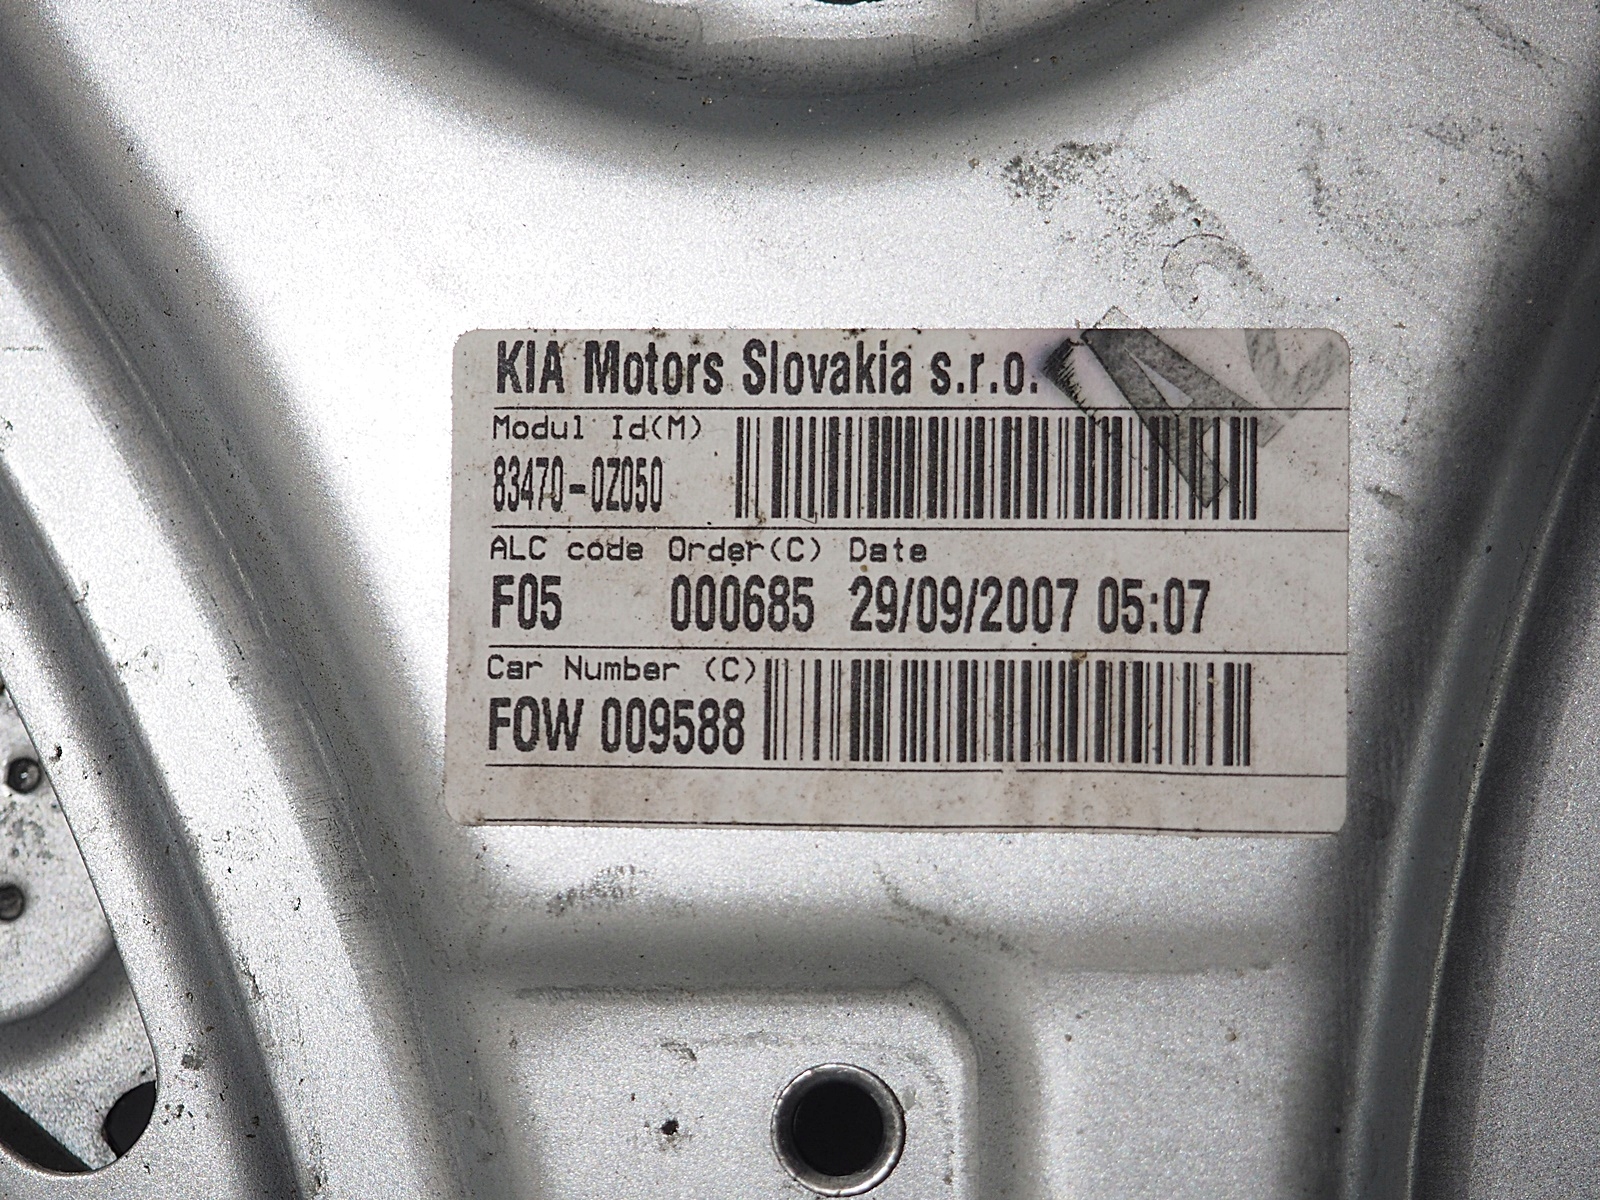 KIA Motors Slovakia s.r.o.
Modul Id(M)
83470-0Z050
ALC code Order(C) Date
F05 000685 29/09/2007 05:07
Car Number (C)
FOW 009588